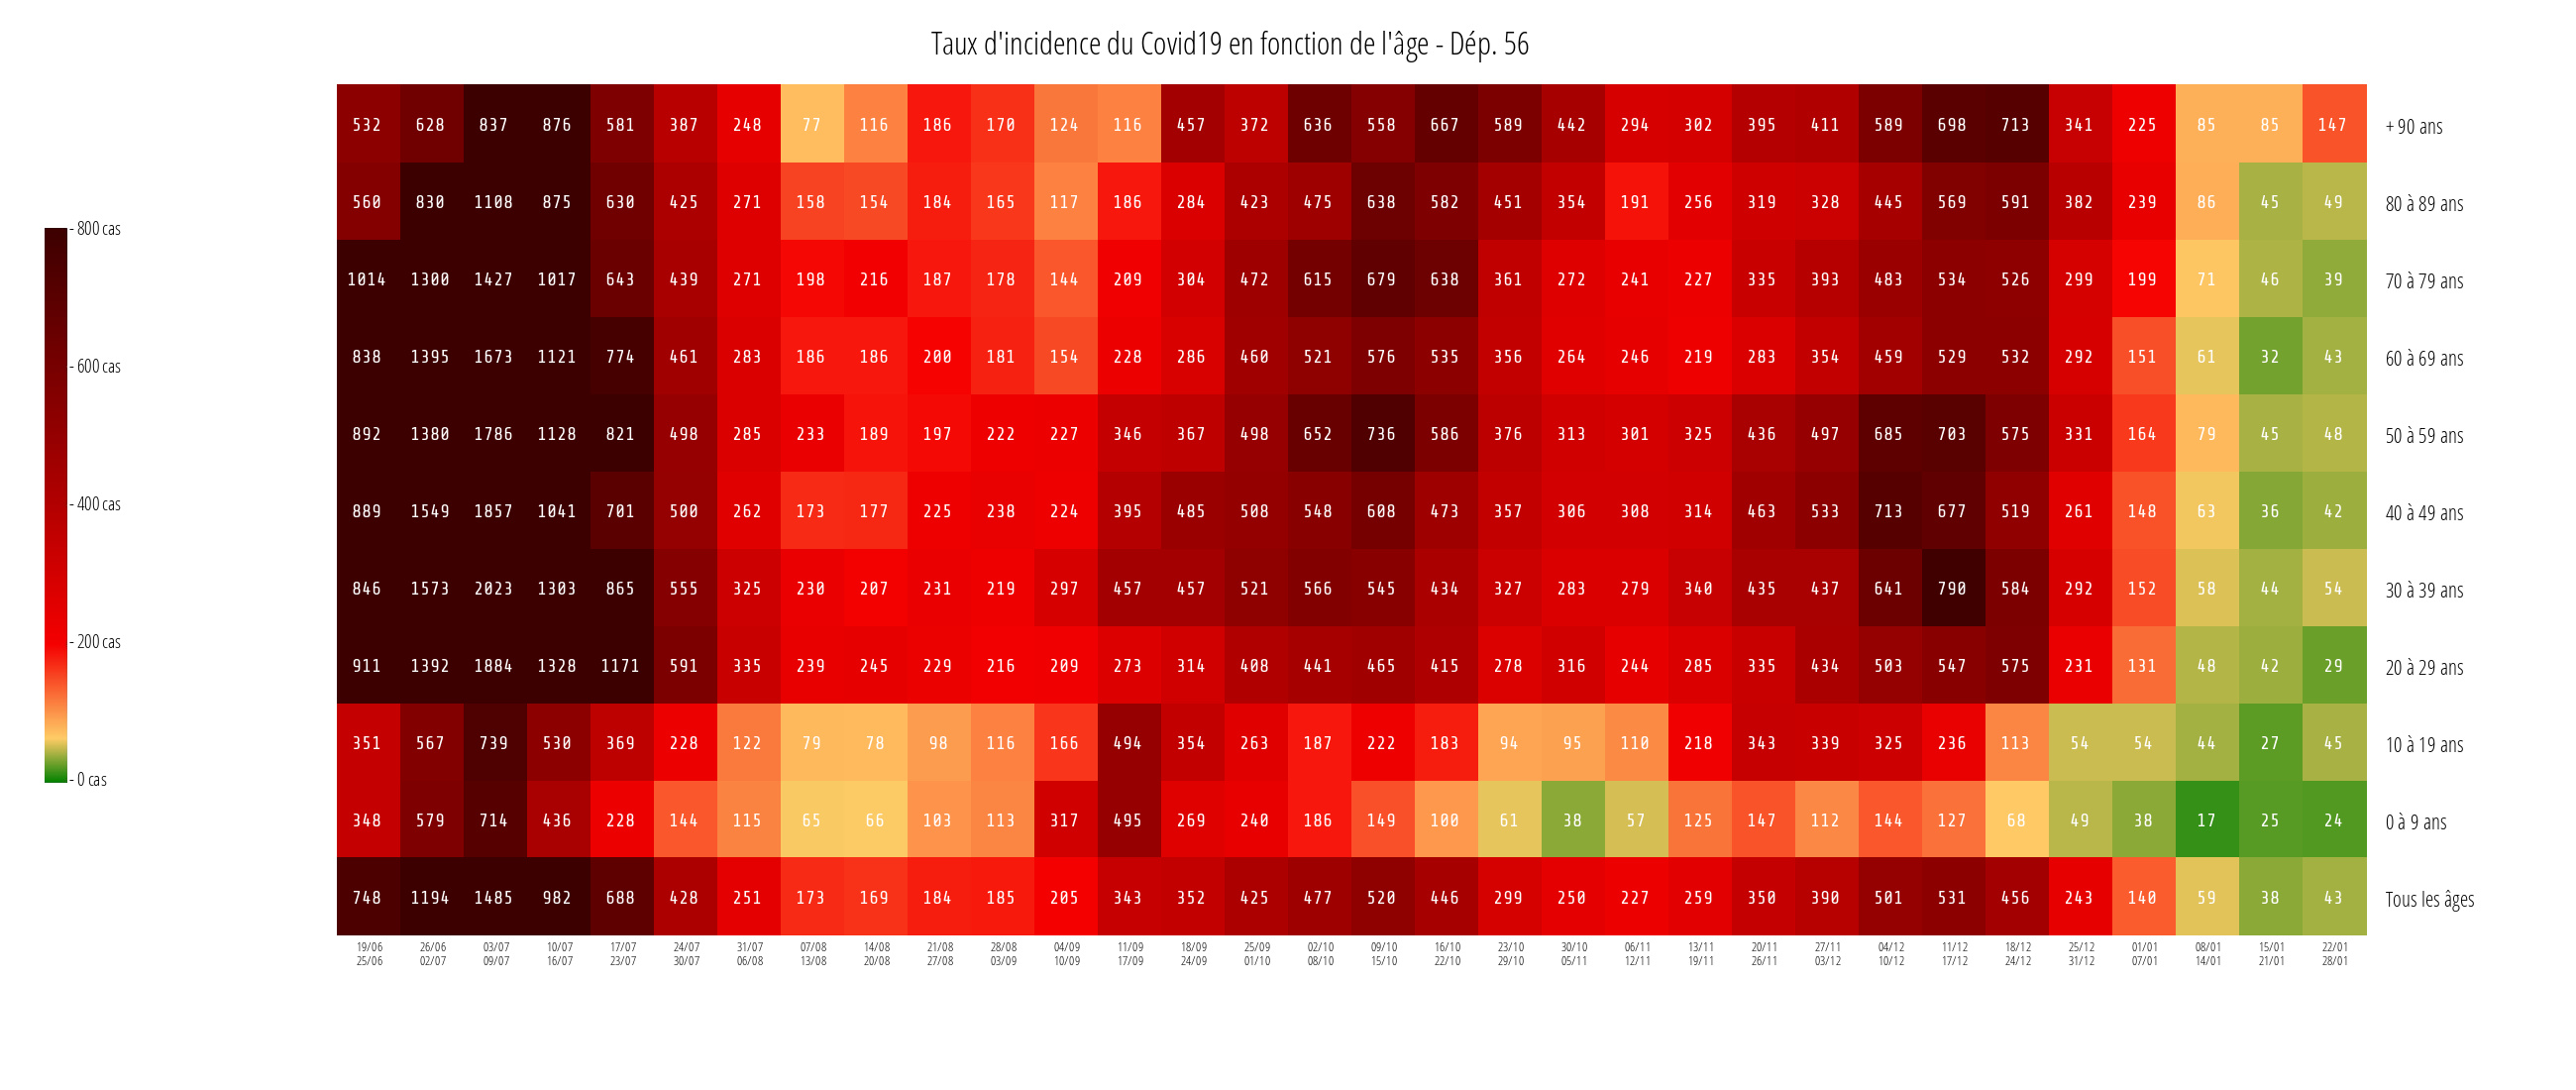 Taux d'incidence du Covid19 en fonction de l'âge - Dép. 56
- 800 cas
- 600 cas
- 400 cas
- 200 cas
- 0 cas
532 628 837 876 581 387 248 77 116 186 170 124 116 457 372 636 558 667 589 442 294 302 395 411 589 698 713 341 225 85 85 147 + 90 ans
560 830 1108 875 630 425 271 158 154 184 165 117 186 284 423 475 638 582 451 354 191 256 319 328 445 569 591 382 239 86 45 49 80 à 89 ans
1014 1300 1427 1017 643 439 271 198 216 187 178 144 209 304 472 615 679 638 361 272 241 227 335 393 483 534 526 299 199 71 46 39 70 à 79 ans
838 1395 1673 1121 774 461 283 186 186 200 181 154 228 286 460 521 576 535 356 264 246 219 283 354 459 529 532 292 151 61 32 43 60 à 69 ans
892 1380 1786 1128 821 498 285 233 189 197 222 227 346 367 498 652 736 586 376 313 301 325 436 497 685 703 575 331 164 79 45 48 50 à 59 ans
889 1549 1857 1041 701 500 262 173 177 225 238 224 395 485 508 548 608 473 357 306 308 314 463 533 713 677 519 261 148 63 36 42 40 à 49 ans
846 1573 2023 1303 865 555 325 230 207 231 219 297 457 457 521 566 545 434 327 283 279 340 435 437 641 790 584 292 152 58 44 54 30 à 39 ans
911 1392 1884 1328 1171 591 335 239 245 229 216 209 273 314 408 441 465 415 278 316 244 285 335 434 503 547 575 231 131 48 42 29 20 à 29 ans
351 567 739 530 369 228 122 79 78 98 116 166 494 354 263 187 222 183 94 95 110 218 343 339 325 236 113 54 54 44 27 45 10 à 19 ans
348 579 714 436 228 144 115 65 66 103 113 317 495 269 240 186 149 100 61 38 57 125 147 112 144 127 68 49 38 17 25 24 0 à 9 ans
748 1194 1485 982 688 428 251 173 169 184 185 205 343 352 425 477 520 446 299 250 227 259 350 390 501 531 456 243 140 59 38 43 Tous les âges
19/06 26/06 03/07 10/07 17/07 24/07 31/07 07/08 14/08 21/08 28/08 04/09 11/09 18/09 25/09 02/10 09/10 16/10 23/10 30/10 06/11 13/11 20/11 27/11 04/12 11/12 18/12 25/12 01/01 08/01 15/01 22/01
25/06 02/07 09/07 16/07 23/07 30/07 06/08 13/08 20/08 27/08 03/09 10/09 17/09 24/09 01/10 08/10 15/10 22/10 29/10 05/11 12/11 19/11 26/11 03/12 10/12 17/12 24/12 31/12 07/01 14/01 21/01 28/01